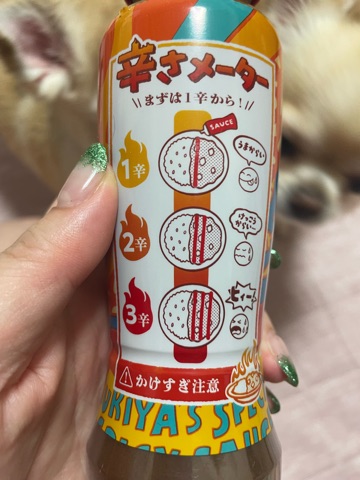 辛さメーター
まずは1辛から!
SAUCE
1辛
うまからい
2辛
けっこう
からいこ〜
3辛
ヒィー
かけすぎ注意